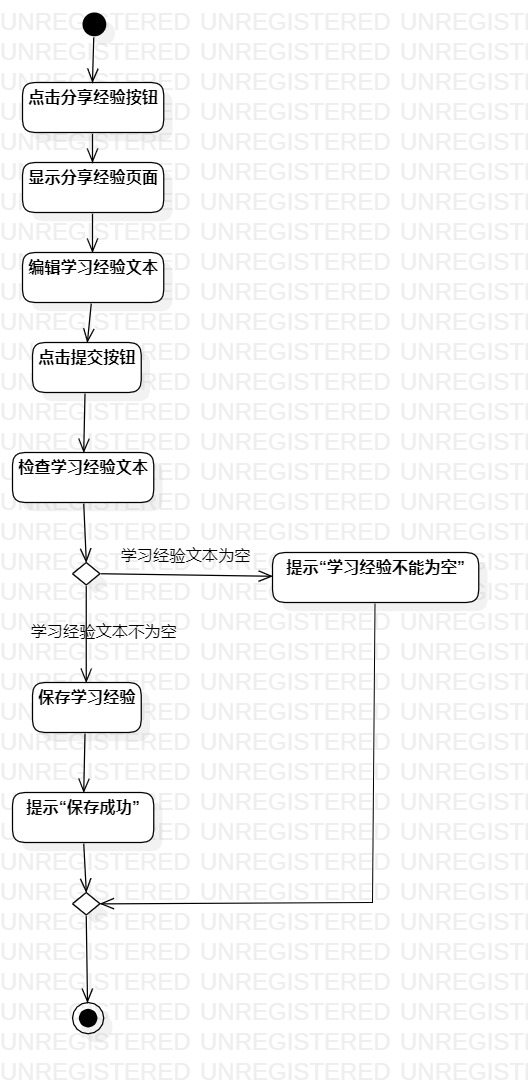 点击分享经验按钮
显示分享经验页面
编辑学习经验文本
点击提交按钮
检查学习经验文本
学习经验文本为空
提示“学习经验不能为空”
学习经验文本不为空
保存学习经验
提示“保存成功”
UNREGISTERED